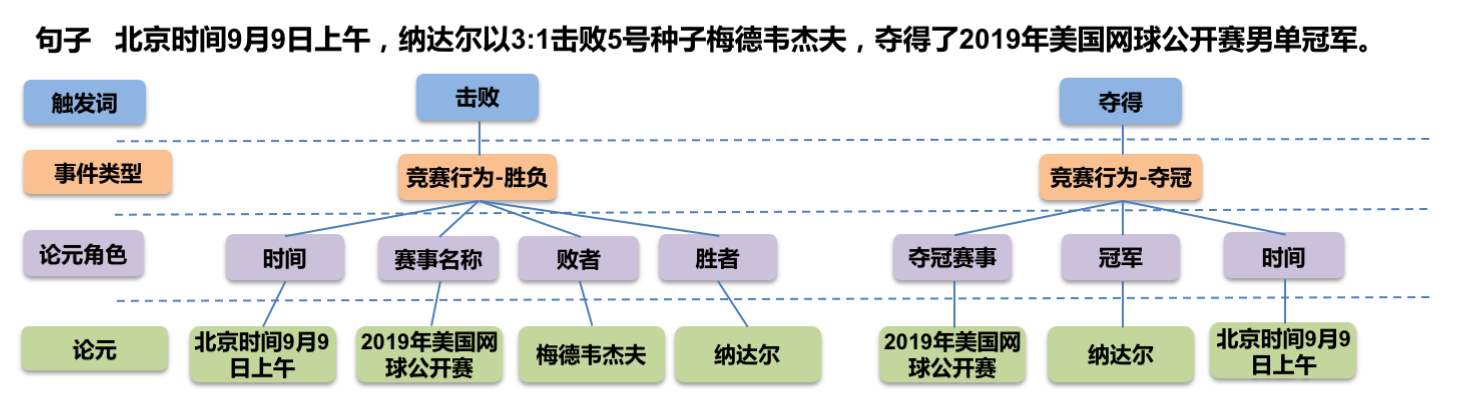 句子 北京时间9月9日上午，纳达尔以3:1击败5号种子梅德韦杰夫，夺得了2019年美国网球公开赛男单冠军。
触发词 击败 夺得
事件类型 竞赛行为-胜负 竞赛行为-夺冠
论元角色 时间 赛事名称 败者 胜者 夺冠赛事 冠军 时间
论元
北京时间9月9
日上午
2019年美国网
球公开赛
梅德韦杰夫
纳达尔
2019年美国网
球公开赛
纳达尔
北京时间9月9
日上午